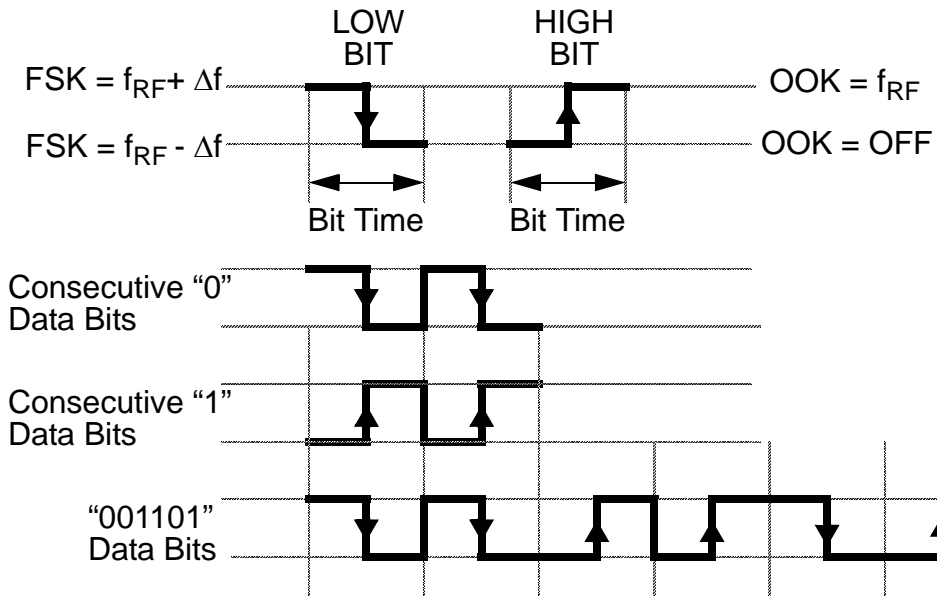 LOW
BIT
HIGH
BIT
FSK = fRF+ Δf
OOK = fRF
FSK = fRF - Δf
OOK = OFF
Bit Time
Bit Time
Consecutive “0”
Data Bits
Consecutive “1”
Data Bits
“001101”
Data Bits